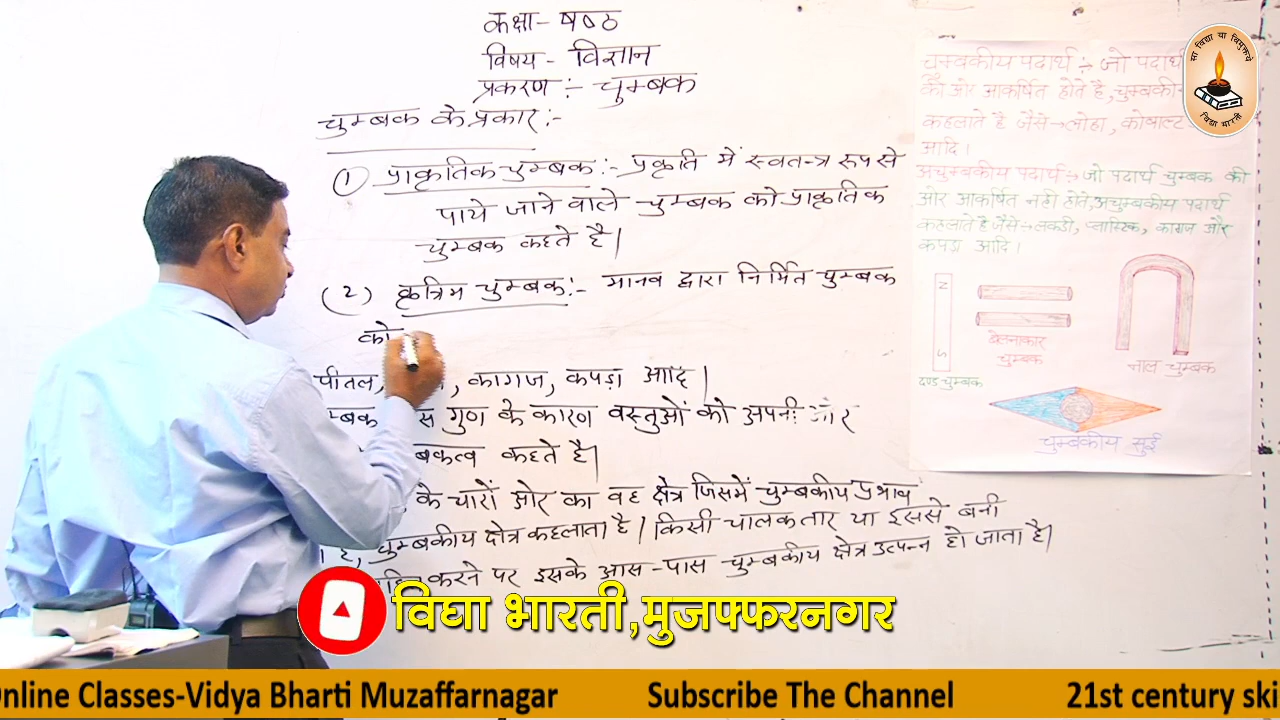 कक्षा - षष्ठ
विषय - विज्ञान
प्रकरण :- चुम्बक
चुम्बक के प्रकार :-
(1) प्राकृतिक चुम्बक :- प्रकृति में स्वतन्त्र रूप से
पाये जाने वाले चुम्बक को प्राकृतिक
चुम्बक कहते है।
(2) कृत्रिम चुम्बक :- मानव द्वारा निर्मित चुम्बक
को
पीतल, , कागज, कपड़ा आदि।
गुण के कारण वस्तुओं को अपनी ओर
कहते है।
के चारों ओर का वह क्षेत्र जिसमें चुम्बकीय प्रभाव
है, चुम्बकीय क्षेत्र कहलाता है। किसी चालक तार या इससे बनी
करने पर इसके आस-पास चुम्बकीय क्षेत्र उत्पन्न हो जाता है।
चुम्बकीय पदार्थ :- जो पदार्थ
की ओर आकर्षित होते है, चुम्बकी
कहलाते है जैसे→लोहा, कोबाल्ट
आदि।
अचुम्बकीय पदार्थ :- जो पदार्थ चुम्बक की
ओर आकर्षित नही होते, अचुम्बकीय पदार्थ
कहलाते है जैसे→लकडी, प्लास्टिक, कागज और
कपड़ा आदि।
N
S
दण्ड चुम्बक
बेलनाकार
चुम्बक
नाल चुम्बक
चुम्बकीय सुई
सा विद्या या विमुक्तये
विद्या भारती
विद्या भारती,मुजफ्फरनगर
Online Classes-Vidya Bharti Muzaffarnagar Subscribe The Channel 21st century ski